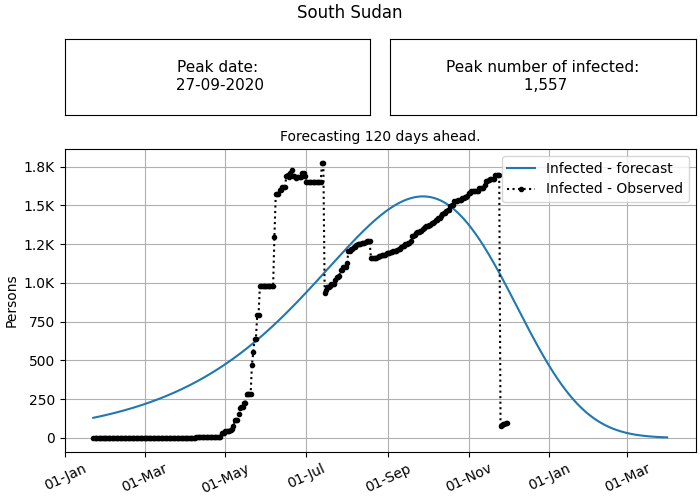 South Sudan
Peak date:
27-09-2020
Peak number of infected:
1,557
Forecasting 120 days ahead.
Infected - forecast
Infected - Observed
Persons
1.8K
1.5K
1.2K
1.0K
750
500
250
0
01-Jan
01-Mar
01-May
01-Jul
01-Sep
01-Nov
01-Jan
01-Mar